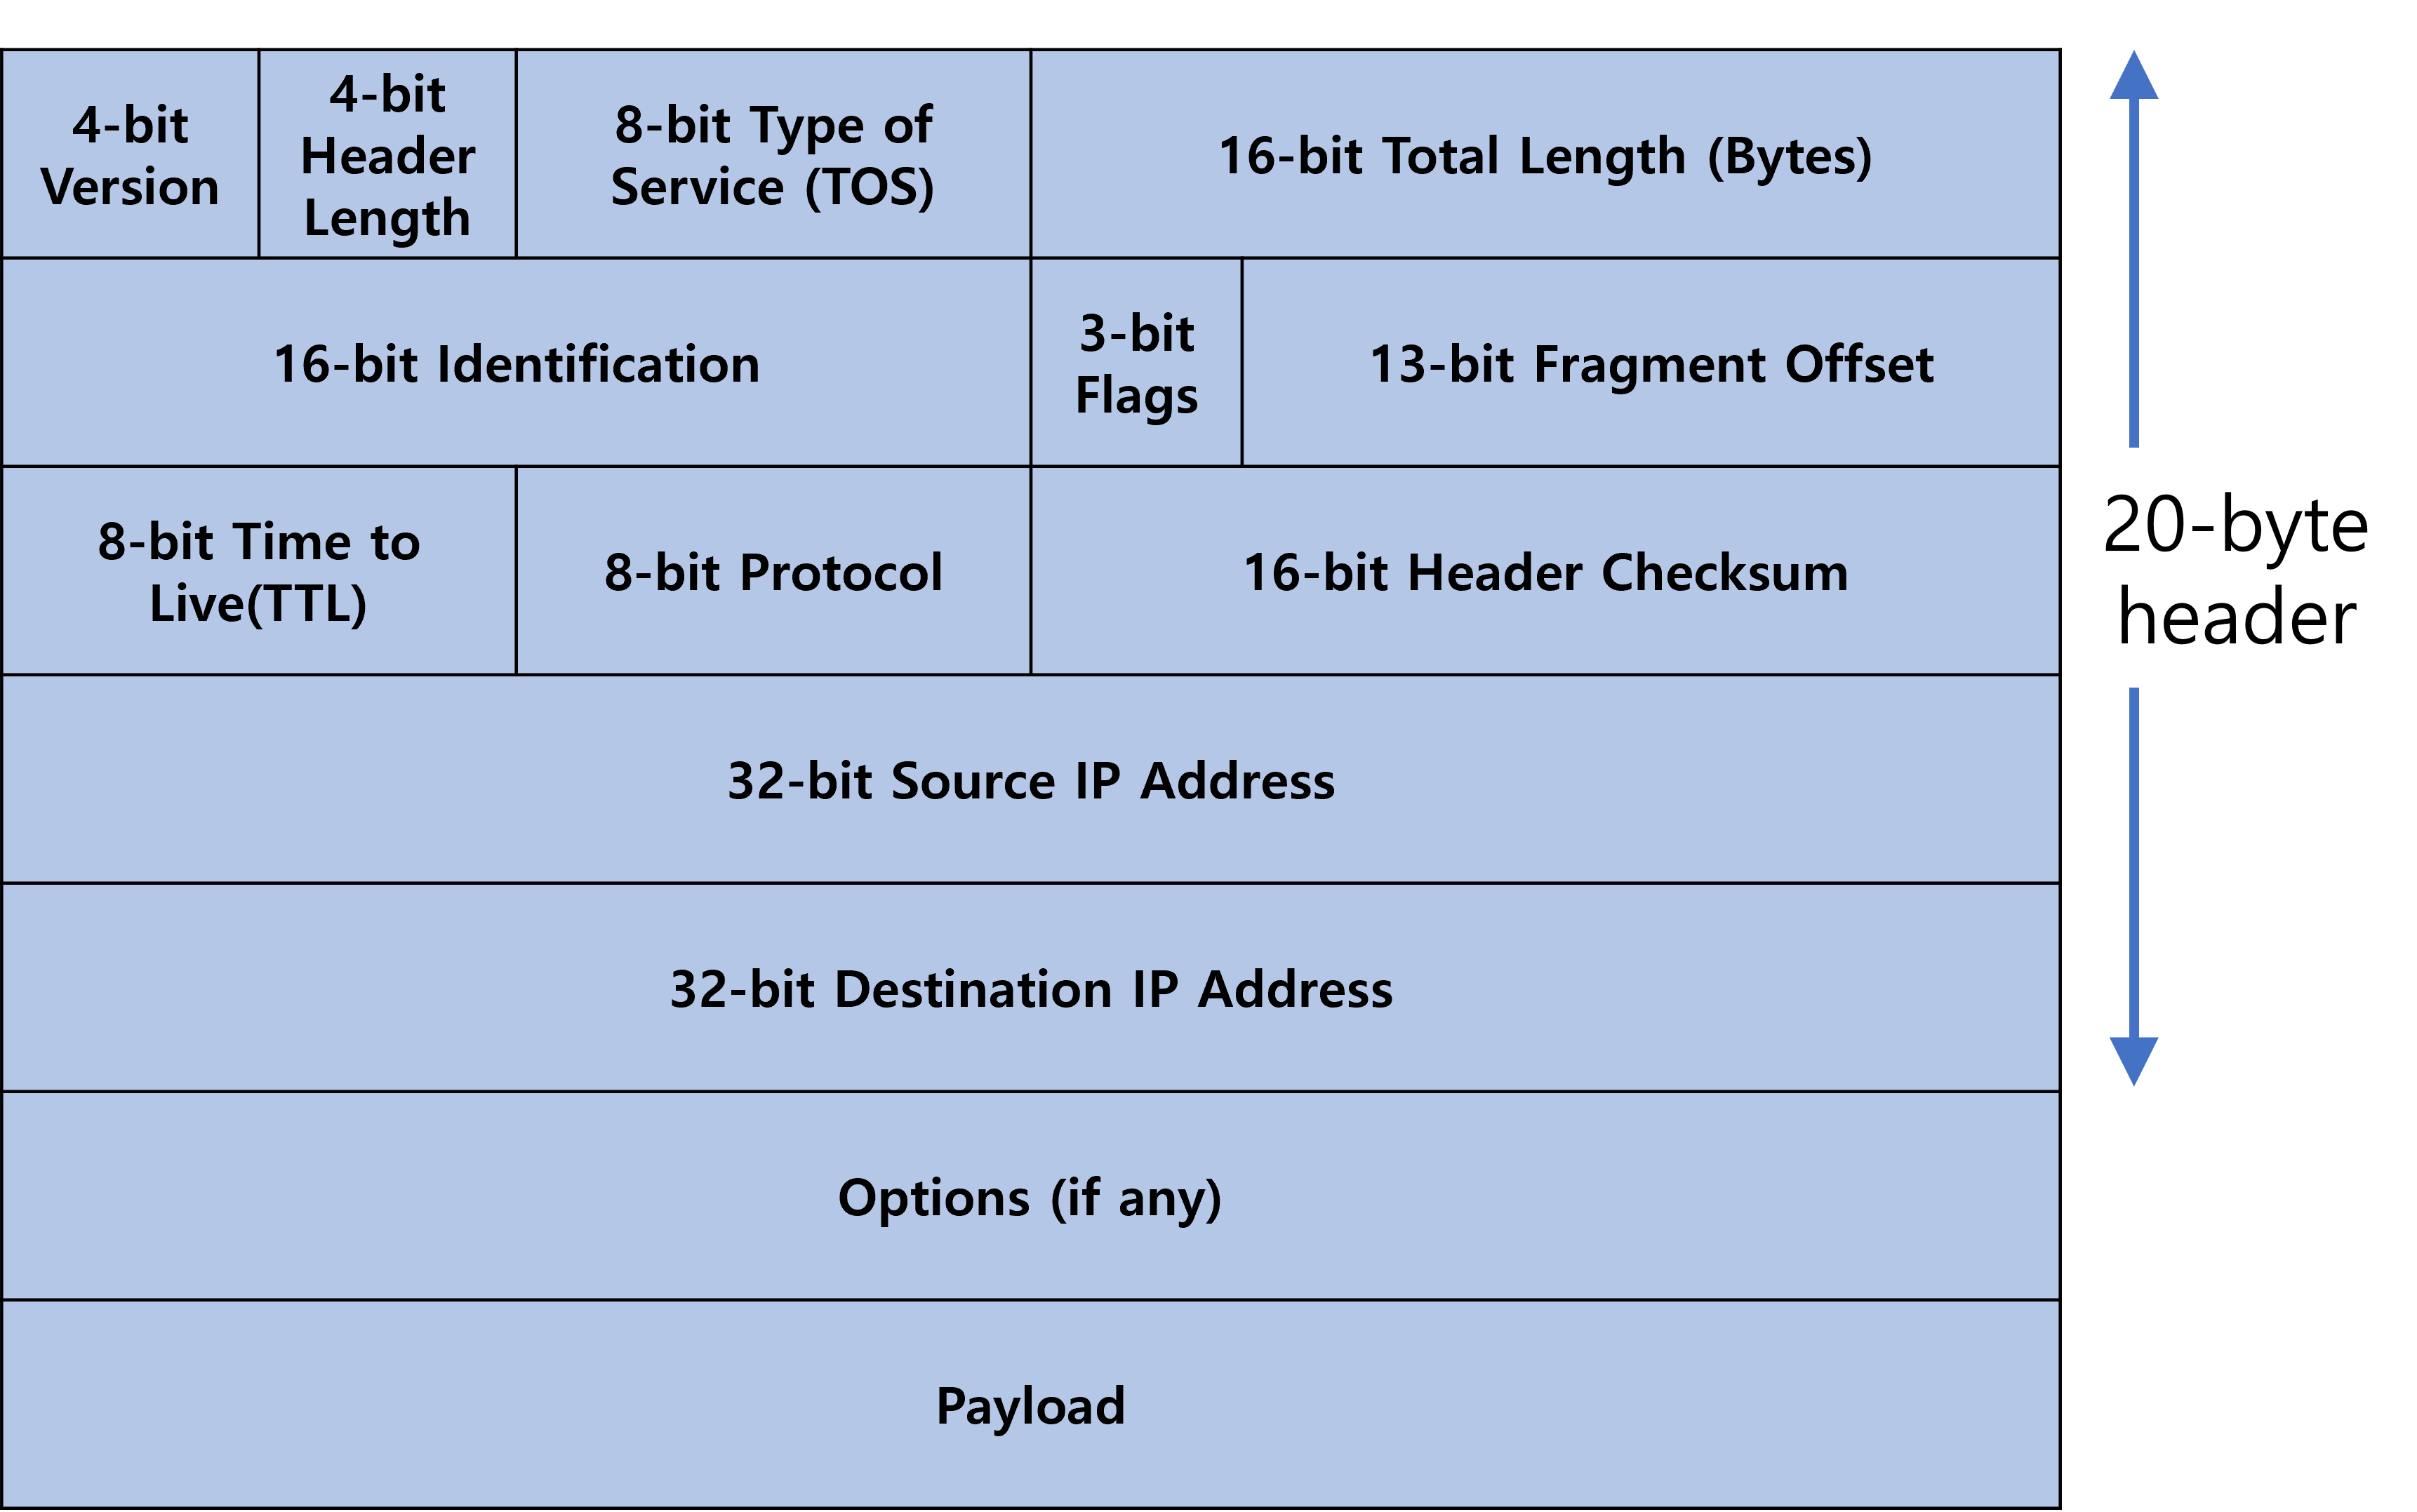 4-bit
Version
4-bit
Header
Length
8-bit Type of
Service (TOS)
16-bit Total Length (Bytes)
16-bit Identification
3-bit
Flags
13-bit Fragment Offset
8-bit Time to
Live(TTL)
8-bit Protocol
16-bit Header Checksum
32-bit Source IP Address
32-bit Destination IP Address
Options (if any)
Payload
20-byte
header